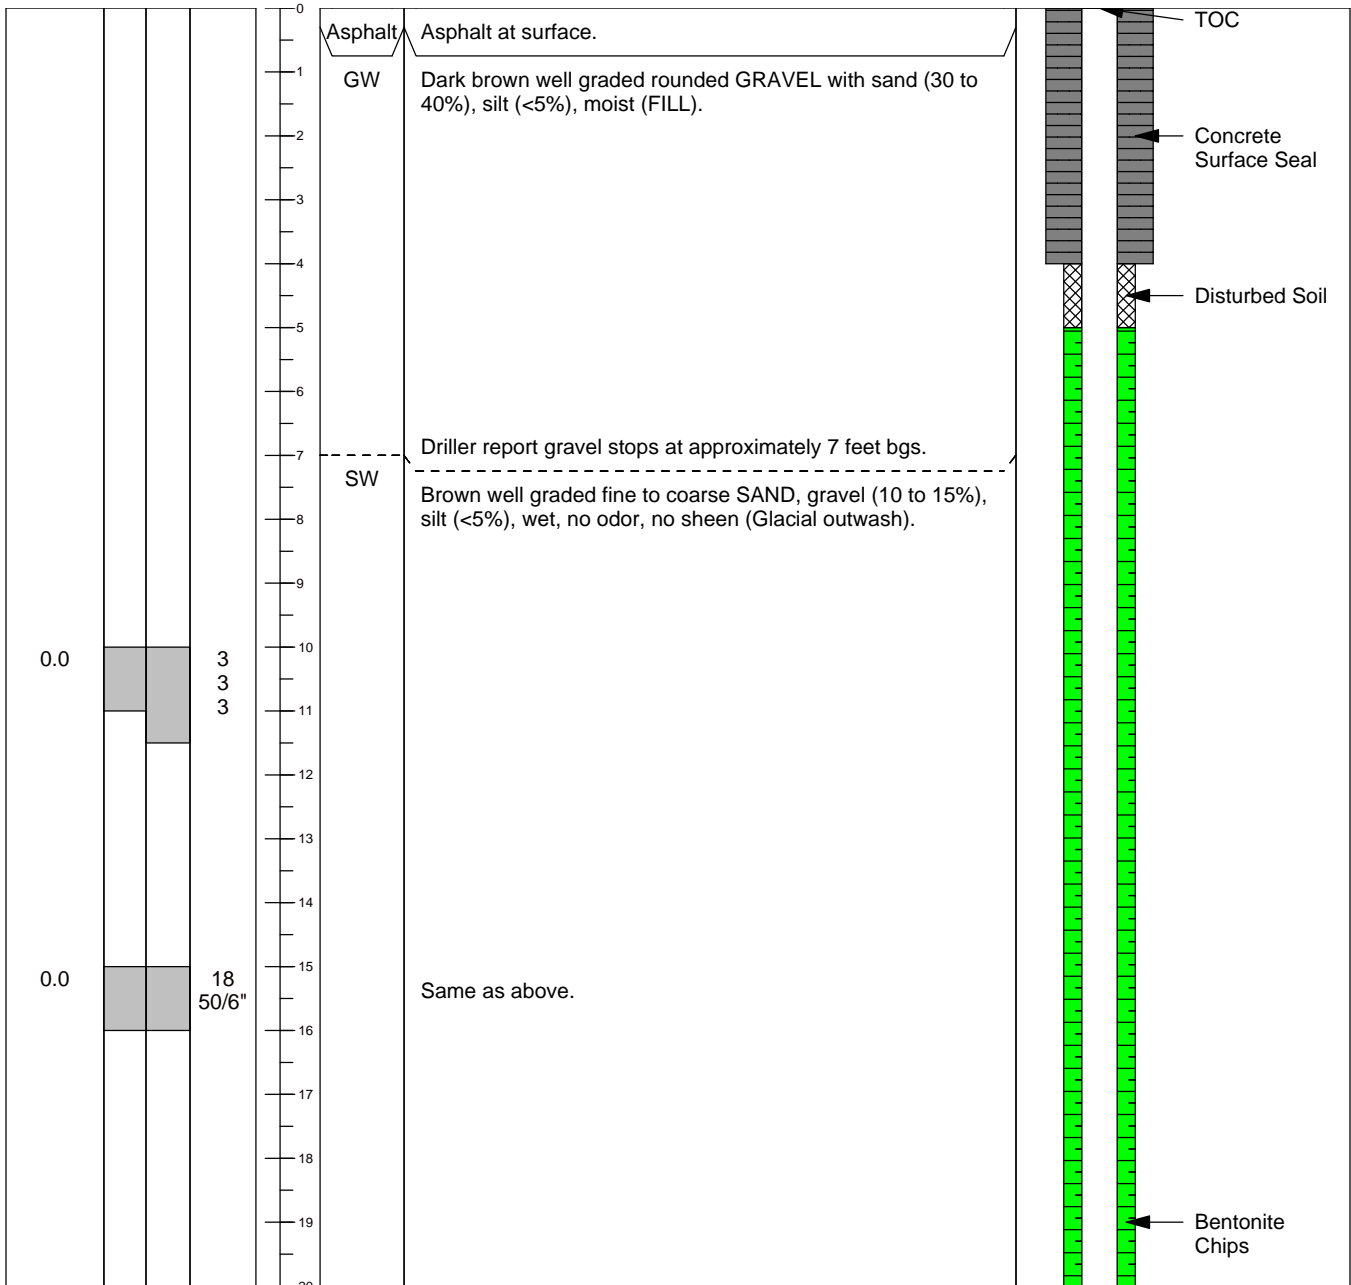 0
Asphalt
Asphalt at surface.
TOC
1
GW
Dark brown well graded rounded GRAVEL with sand (30 to
40%), silt (<5%), moist (FILL).
2
Concrete
Surface Seal
3
4
Disturbed Soil
5
6
Driller report gravel stops at approximately 7 feet bgs.
7
SW
Brown well graded fine to coarse SAND, gravel (10 to 15%),
silt (<5%), wet, no odor, no sheen (Glacial outwash).
8
9
10
0.0
3
3
3
11
12
13
14
15
0.0
18
50/6"
Same as above.
16
17
18
19
Bentonite
Chips
20